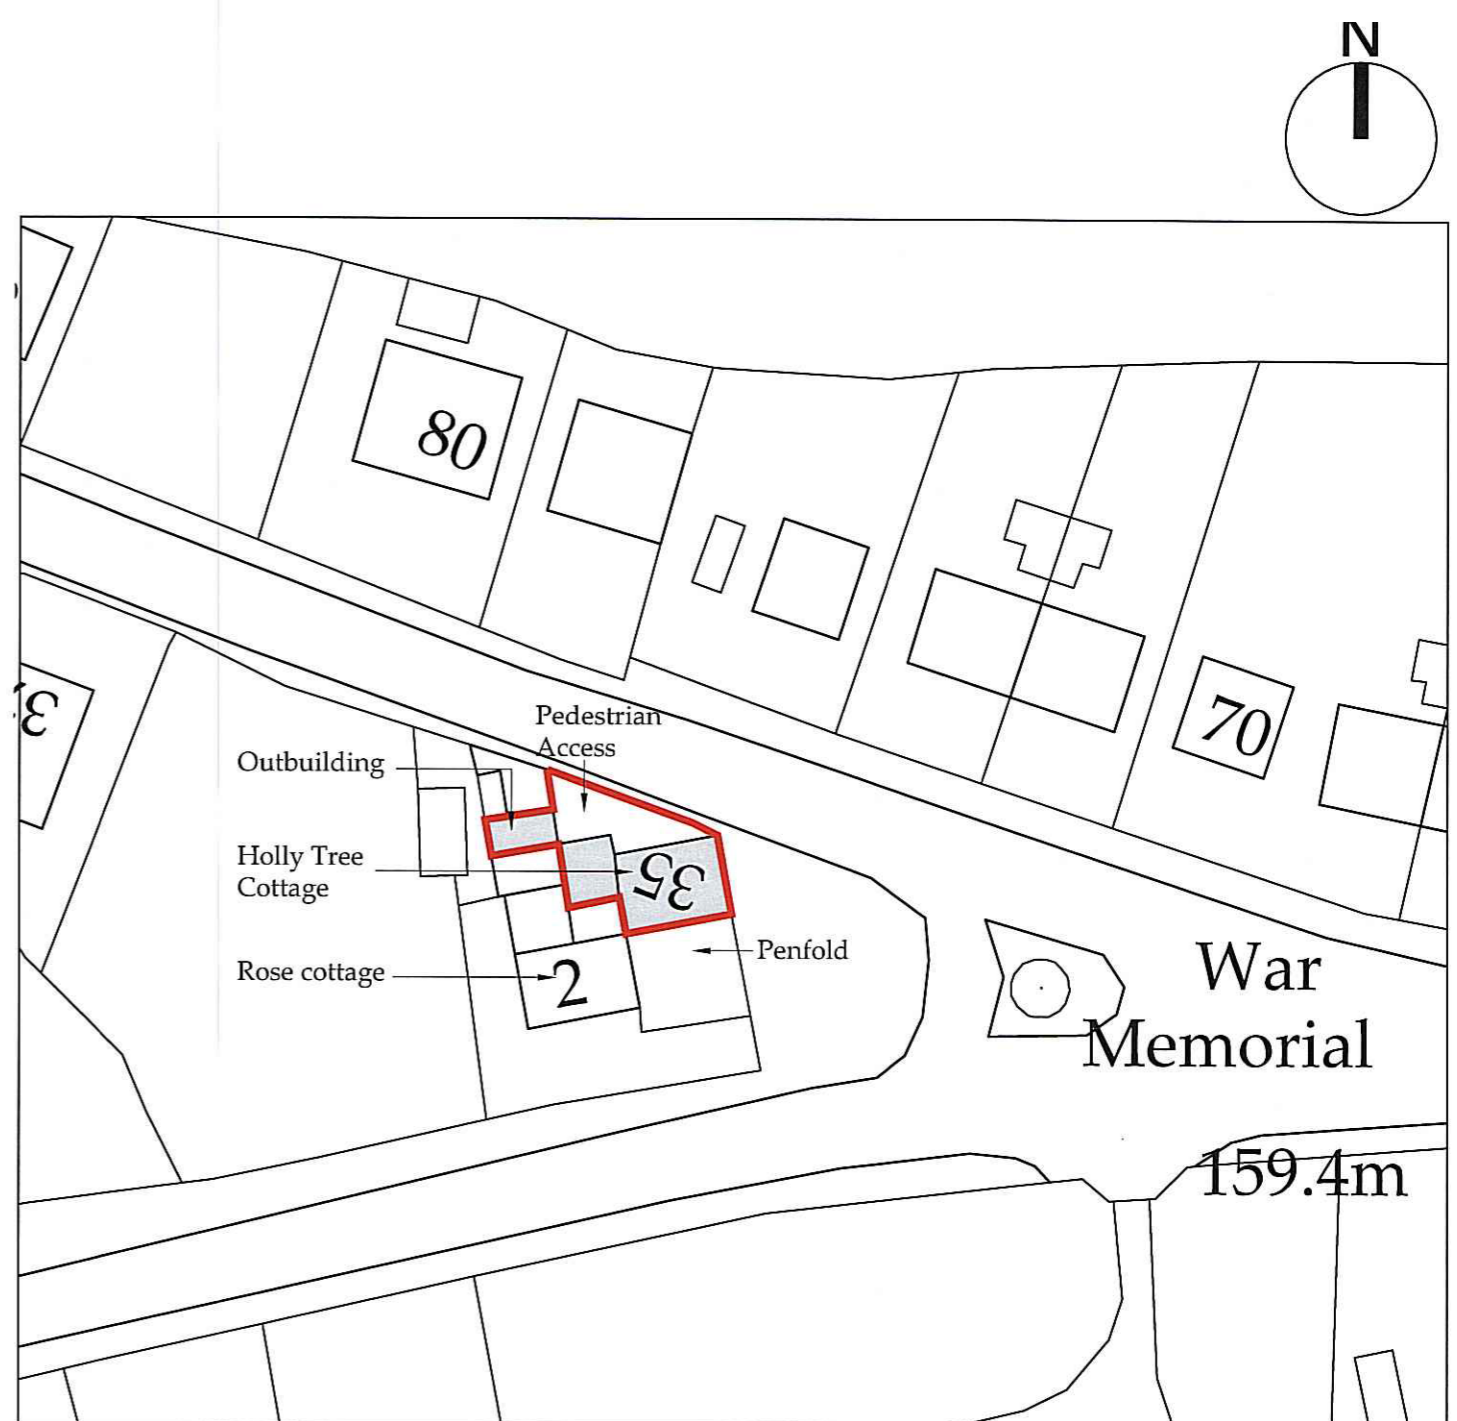 N
80
70
3
Pedestrian
Access
Outbuilding
Holly Tree
Cottage
35
Penfold
Rose cottage
2
War
Memorial
159.4m